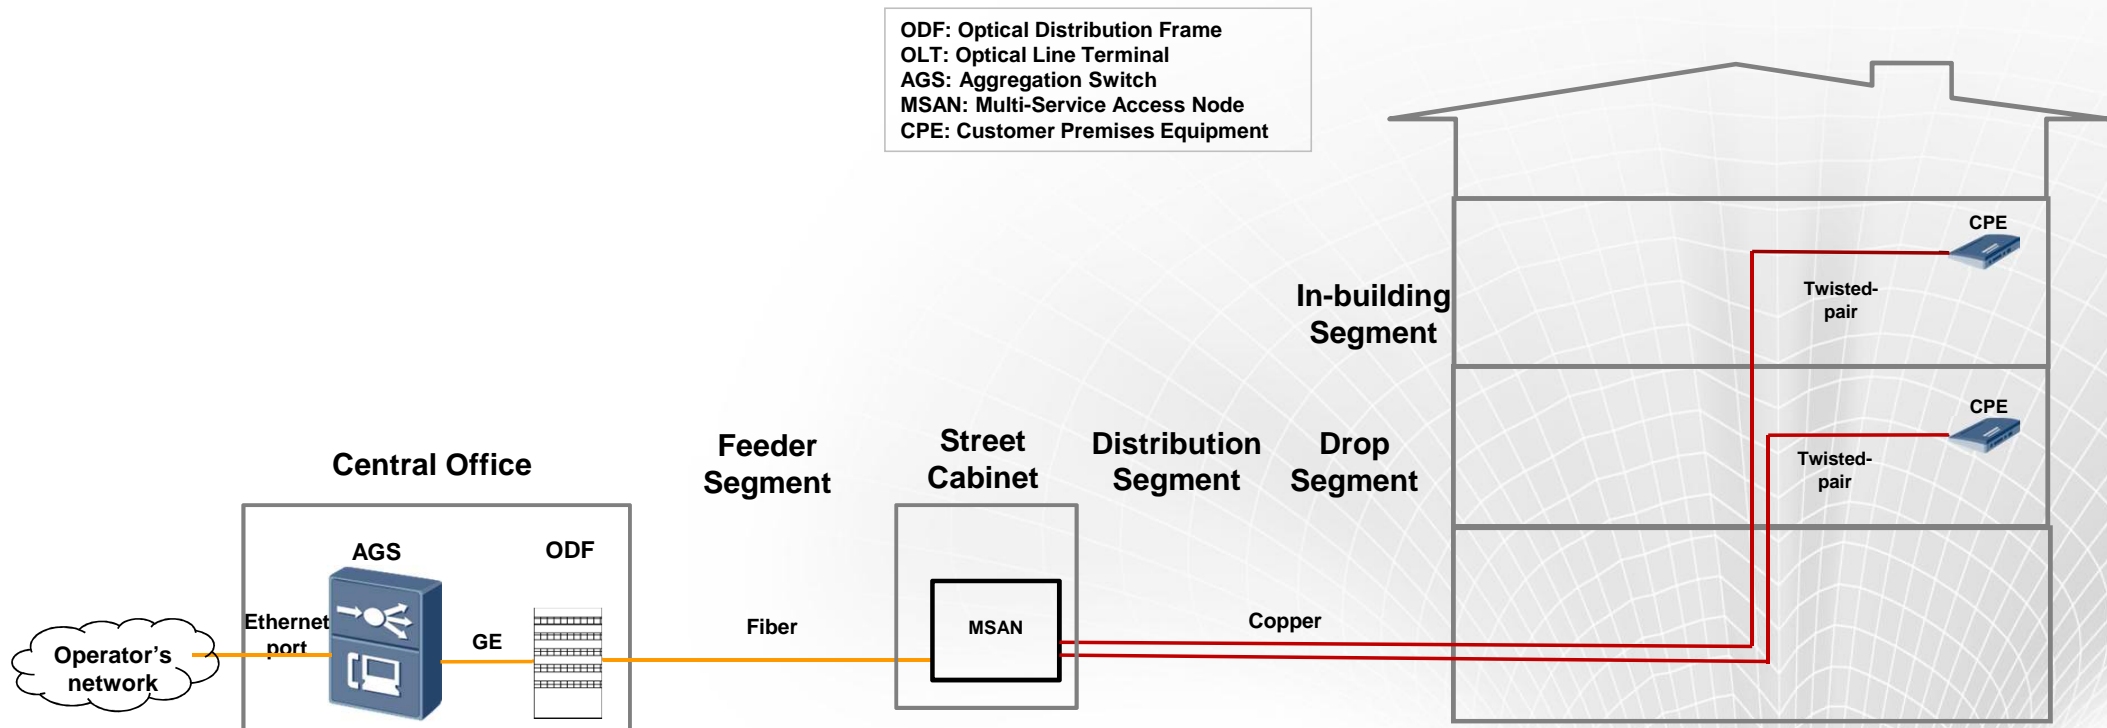 ODF: Optical Distribution Frame
OLT: Optical Line Terminal
AGS: Aggregation Switch
MSAN: Multi-Service Access Node
CPE: Customer Premises Equipment
CPE
Twisted-
pair
In-building
Segment
CPE
Twisted-
pair
Central Office
Feeder
Segment
Street
Cabinet
Distribution
Segment
Drop
Segment
AGS
ODF
Ethernet
port
GE
Fiber
MSAN
Copper
Operator's
network